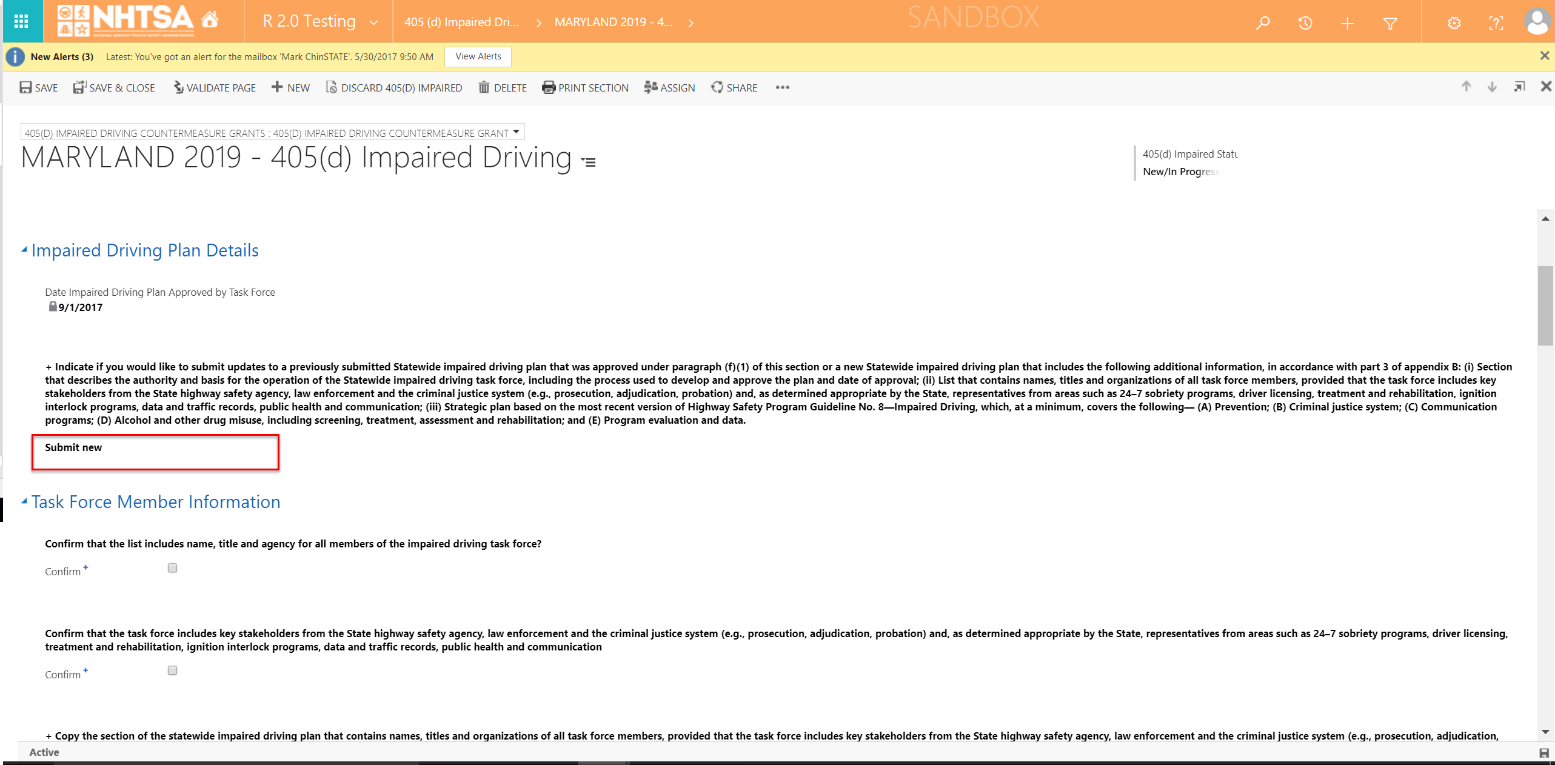 NHTSA
R 2.0 Testing
405 (d) Impaired Dri...
MARYLAND 2019 - 4...
SANDBOX
New Alerts (3) Latest: You've got an alert for the mailbox 'Mark ChinSTATE'. 5/30/2017 9:50 AM View Alerts
SAVE SAVE & CLOSE VALIDATE PAGE NEW DISCARD 405(D) IMPAIRED DELETE PRINT SECTION ASSIGN SHARE ...
405(D) IMPAIRED DRIVING COUNTERMEASURE GRANTS : 405(D) IMPAIRED DRIVING COUNTERMEASURE GRANT
MARYLAND 2019 - 405(d) Impaired Driving
405(d) Impaired Statu
New/In Progress
Impaired Driving Plan Details
Date Impaired Driving Plan Approved by Task Force
9/1/2017
+ Indicate if you would like to submit updates to a previously submitted Statewide impaired driving plan that was approved under paragraph (f)(1) of this section or a new Statewide impaired driving plan that includes the following additional information, in accordance with part 3 of appendix B: (i) Section
that describes the authority and basis for the operation of the Statewide impaired driving task force, including the process used to develop and approve the plan and date of approval; (ii) List that contains names, titles and organizations of all task force members, provided that the task force includes key
stakeholders from the State highway safety agency, law enforcement and the criminal justice system (e.g., prosecution, adjudication, probation) and, as determined appropriate by the State, representatives from areas such as 24–7 sobriety programs, driver licensing, treatment and rehabilitation, ignition
interlock programs, data and traffic records, public health and communication; (iii) Strategic plan based on the most recent version of Highway Safety Program Guideline No. 8—Impaired Driving, which, at a minimum, covers the following— (A) Prevention; (B) Criminal justice system; (C) Communication
programs; (D) Alcohol and other drug misuse, including screening, treatment, assessment and rehabilitation; and (E) Program evaluation and data.
Submit new
Task Force Member Information
Confirm that the list includes name, title and agency for all members of the impaired driving task force?
Confirm +
Confirm that the task force includes key stakeholders from the State highway safety agency, law enforcement and the criminal justice system (e.g., prosecution, adjudication, probation) and, as determined appropriate by the State, representatives from areas such as 24–7 sobriety programs, driver licensing,
treatment and rehabilitation, ignition interlock programs, data and traffic records, public health and communication
Confirm +
+ Copy the section of the statewide impaired driving plan that contains names, titles and organizations of all task force members, provided that the task force includes key stakeholders from the State highway safety agency, law enforcement and the criminal justice system (e.g., prosecution, adjudication,
Active